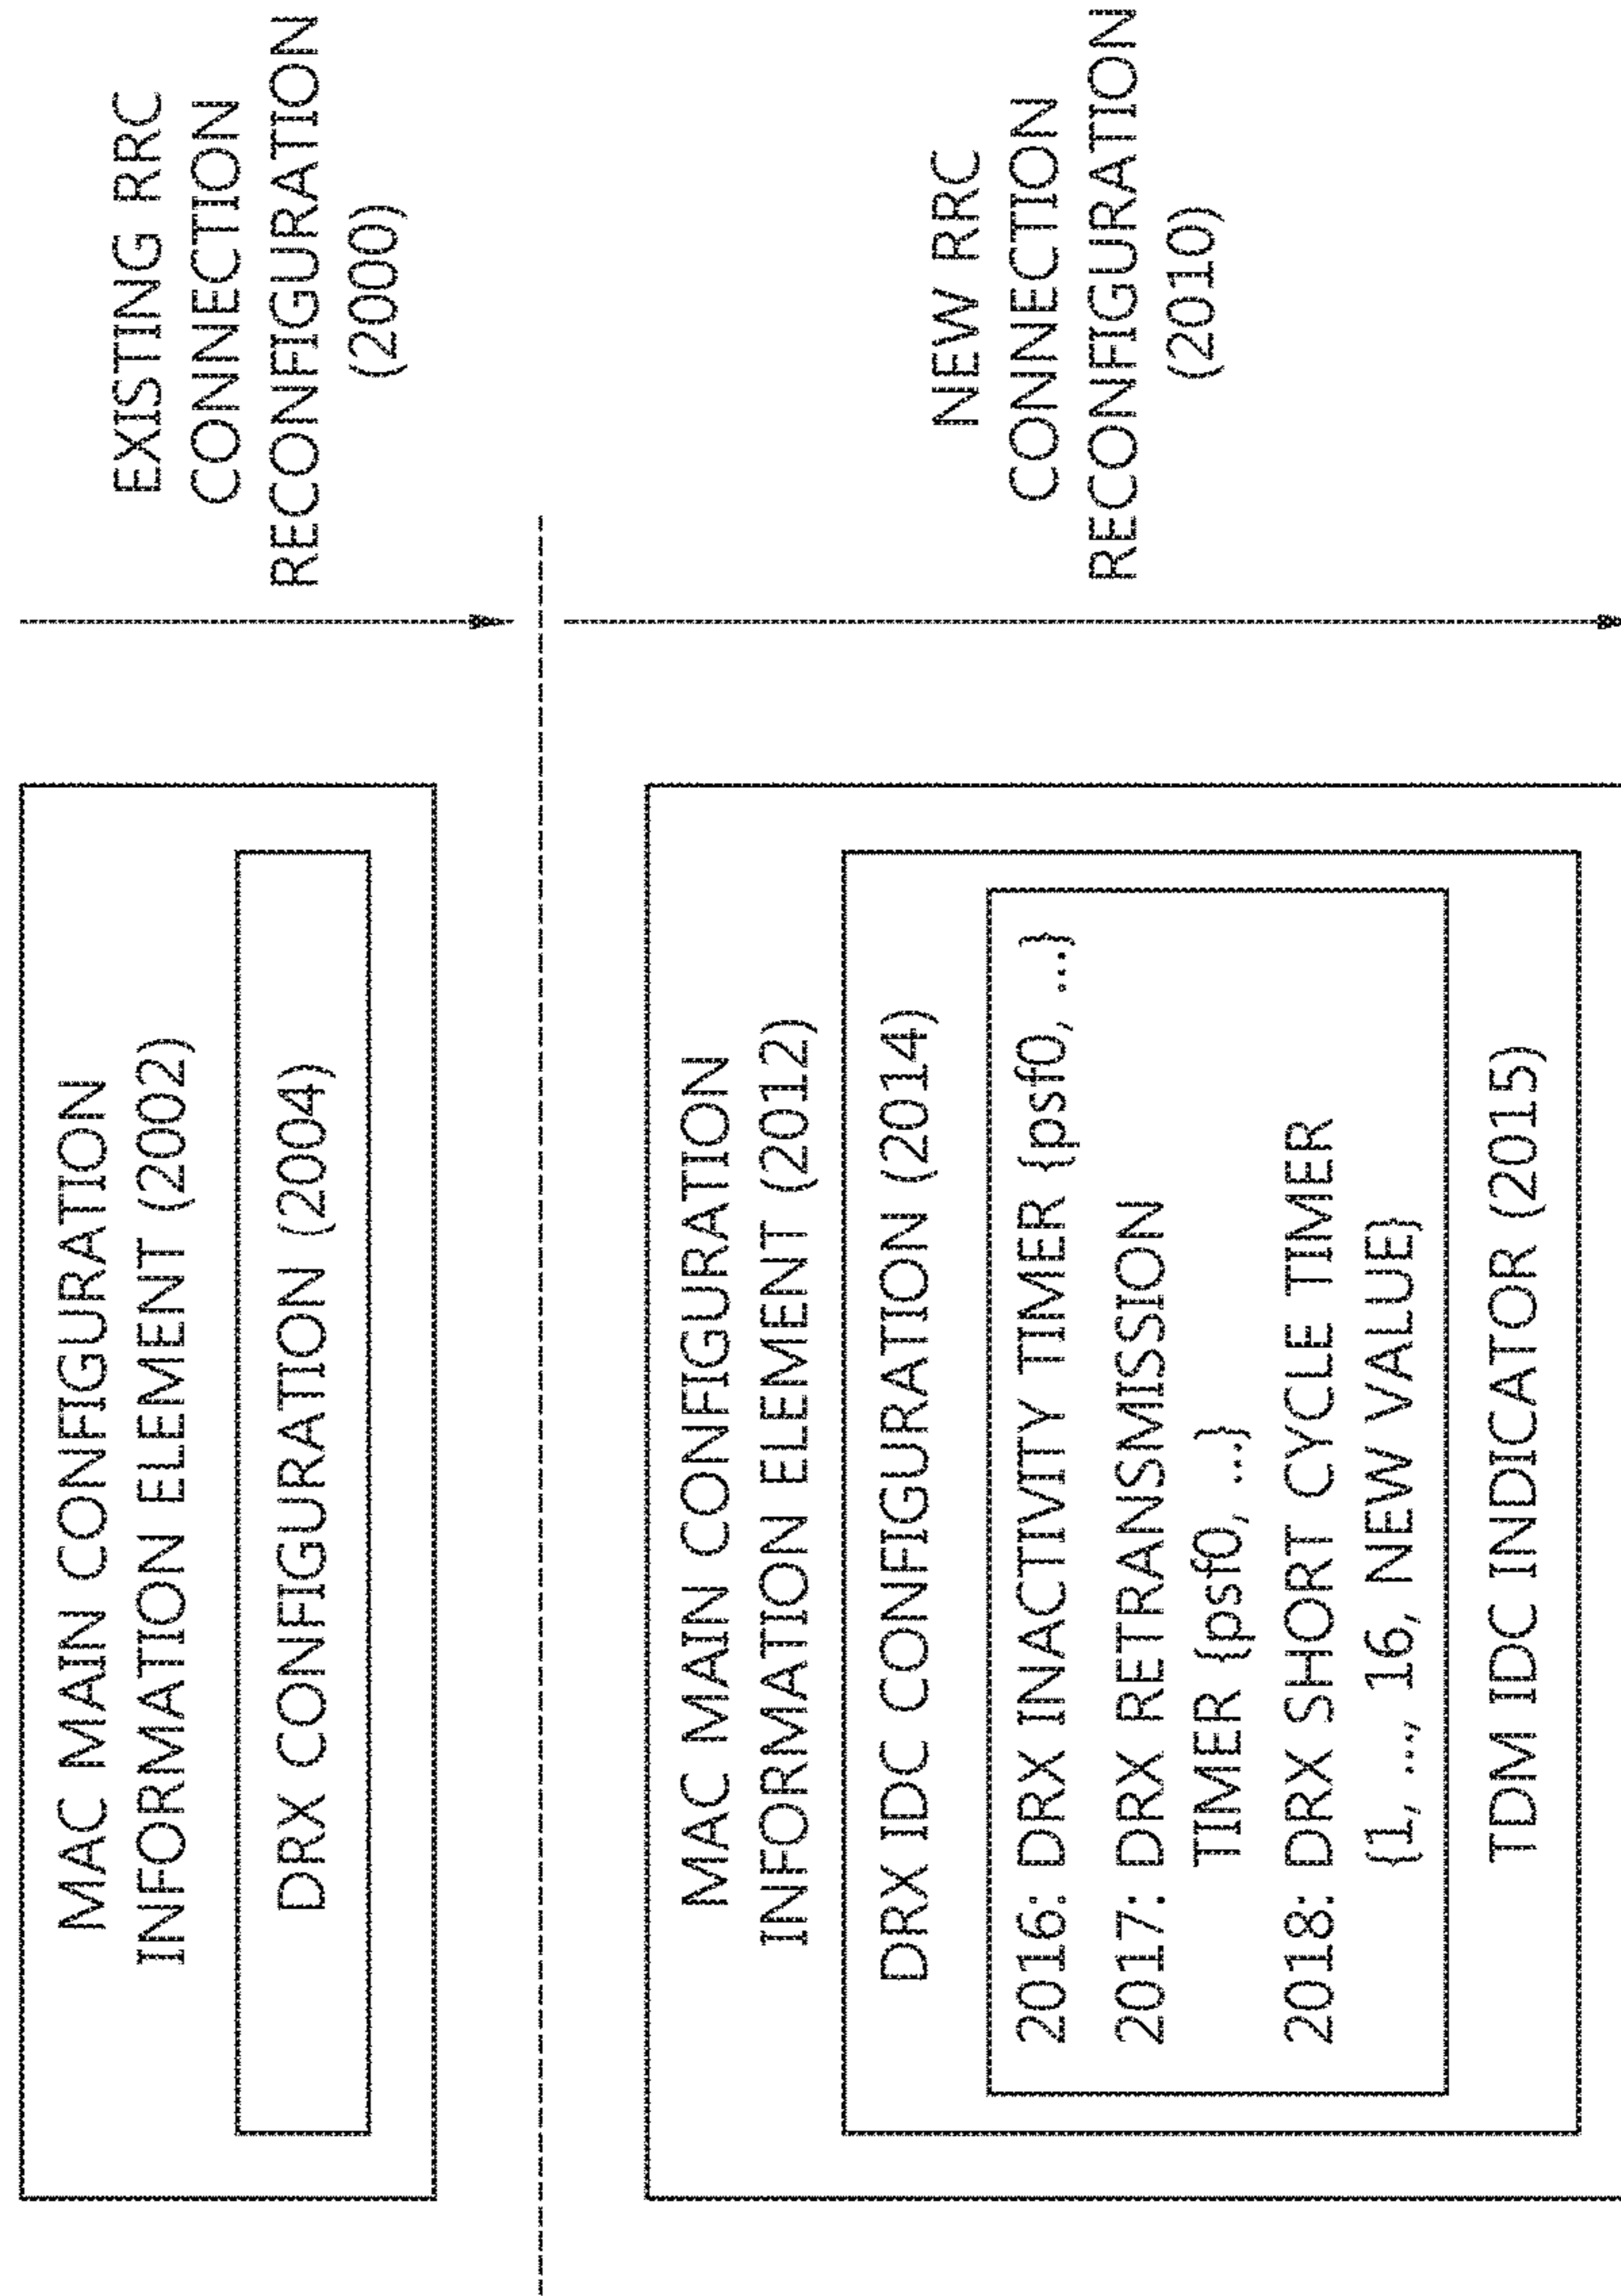 MAC MAIN CONFIGURATION
INFORMATION ELEMENT (2002)
DRX CONFIGURATION (2004)
EXISTING RRC
CONNECTION
RECONFIGURATION
(2000)
MAC MAIN CONFIGURATION
INFORMATION ELEMENT (2012)
DRX IDC CONFIGURATION (2014)
2016: DRX INACTIVITY TIMER {psf0, ...}
2017: DRX RETRANSMISSION
TIMER {psf0, ...}
2018: DRX SHORT CYCLE TIMER
{1, ..., 16, NEW VALUE}
TDM IDC INDICATOR (2015)
NEW RRC
CONNECTION
RECONFIGURATION
(2010)